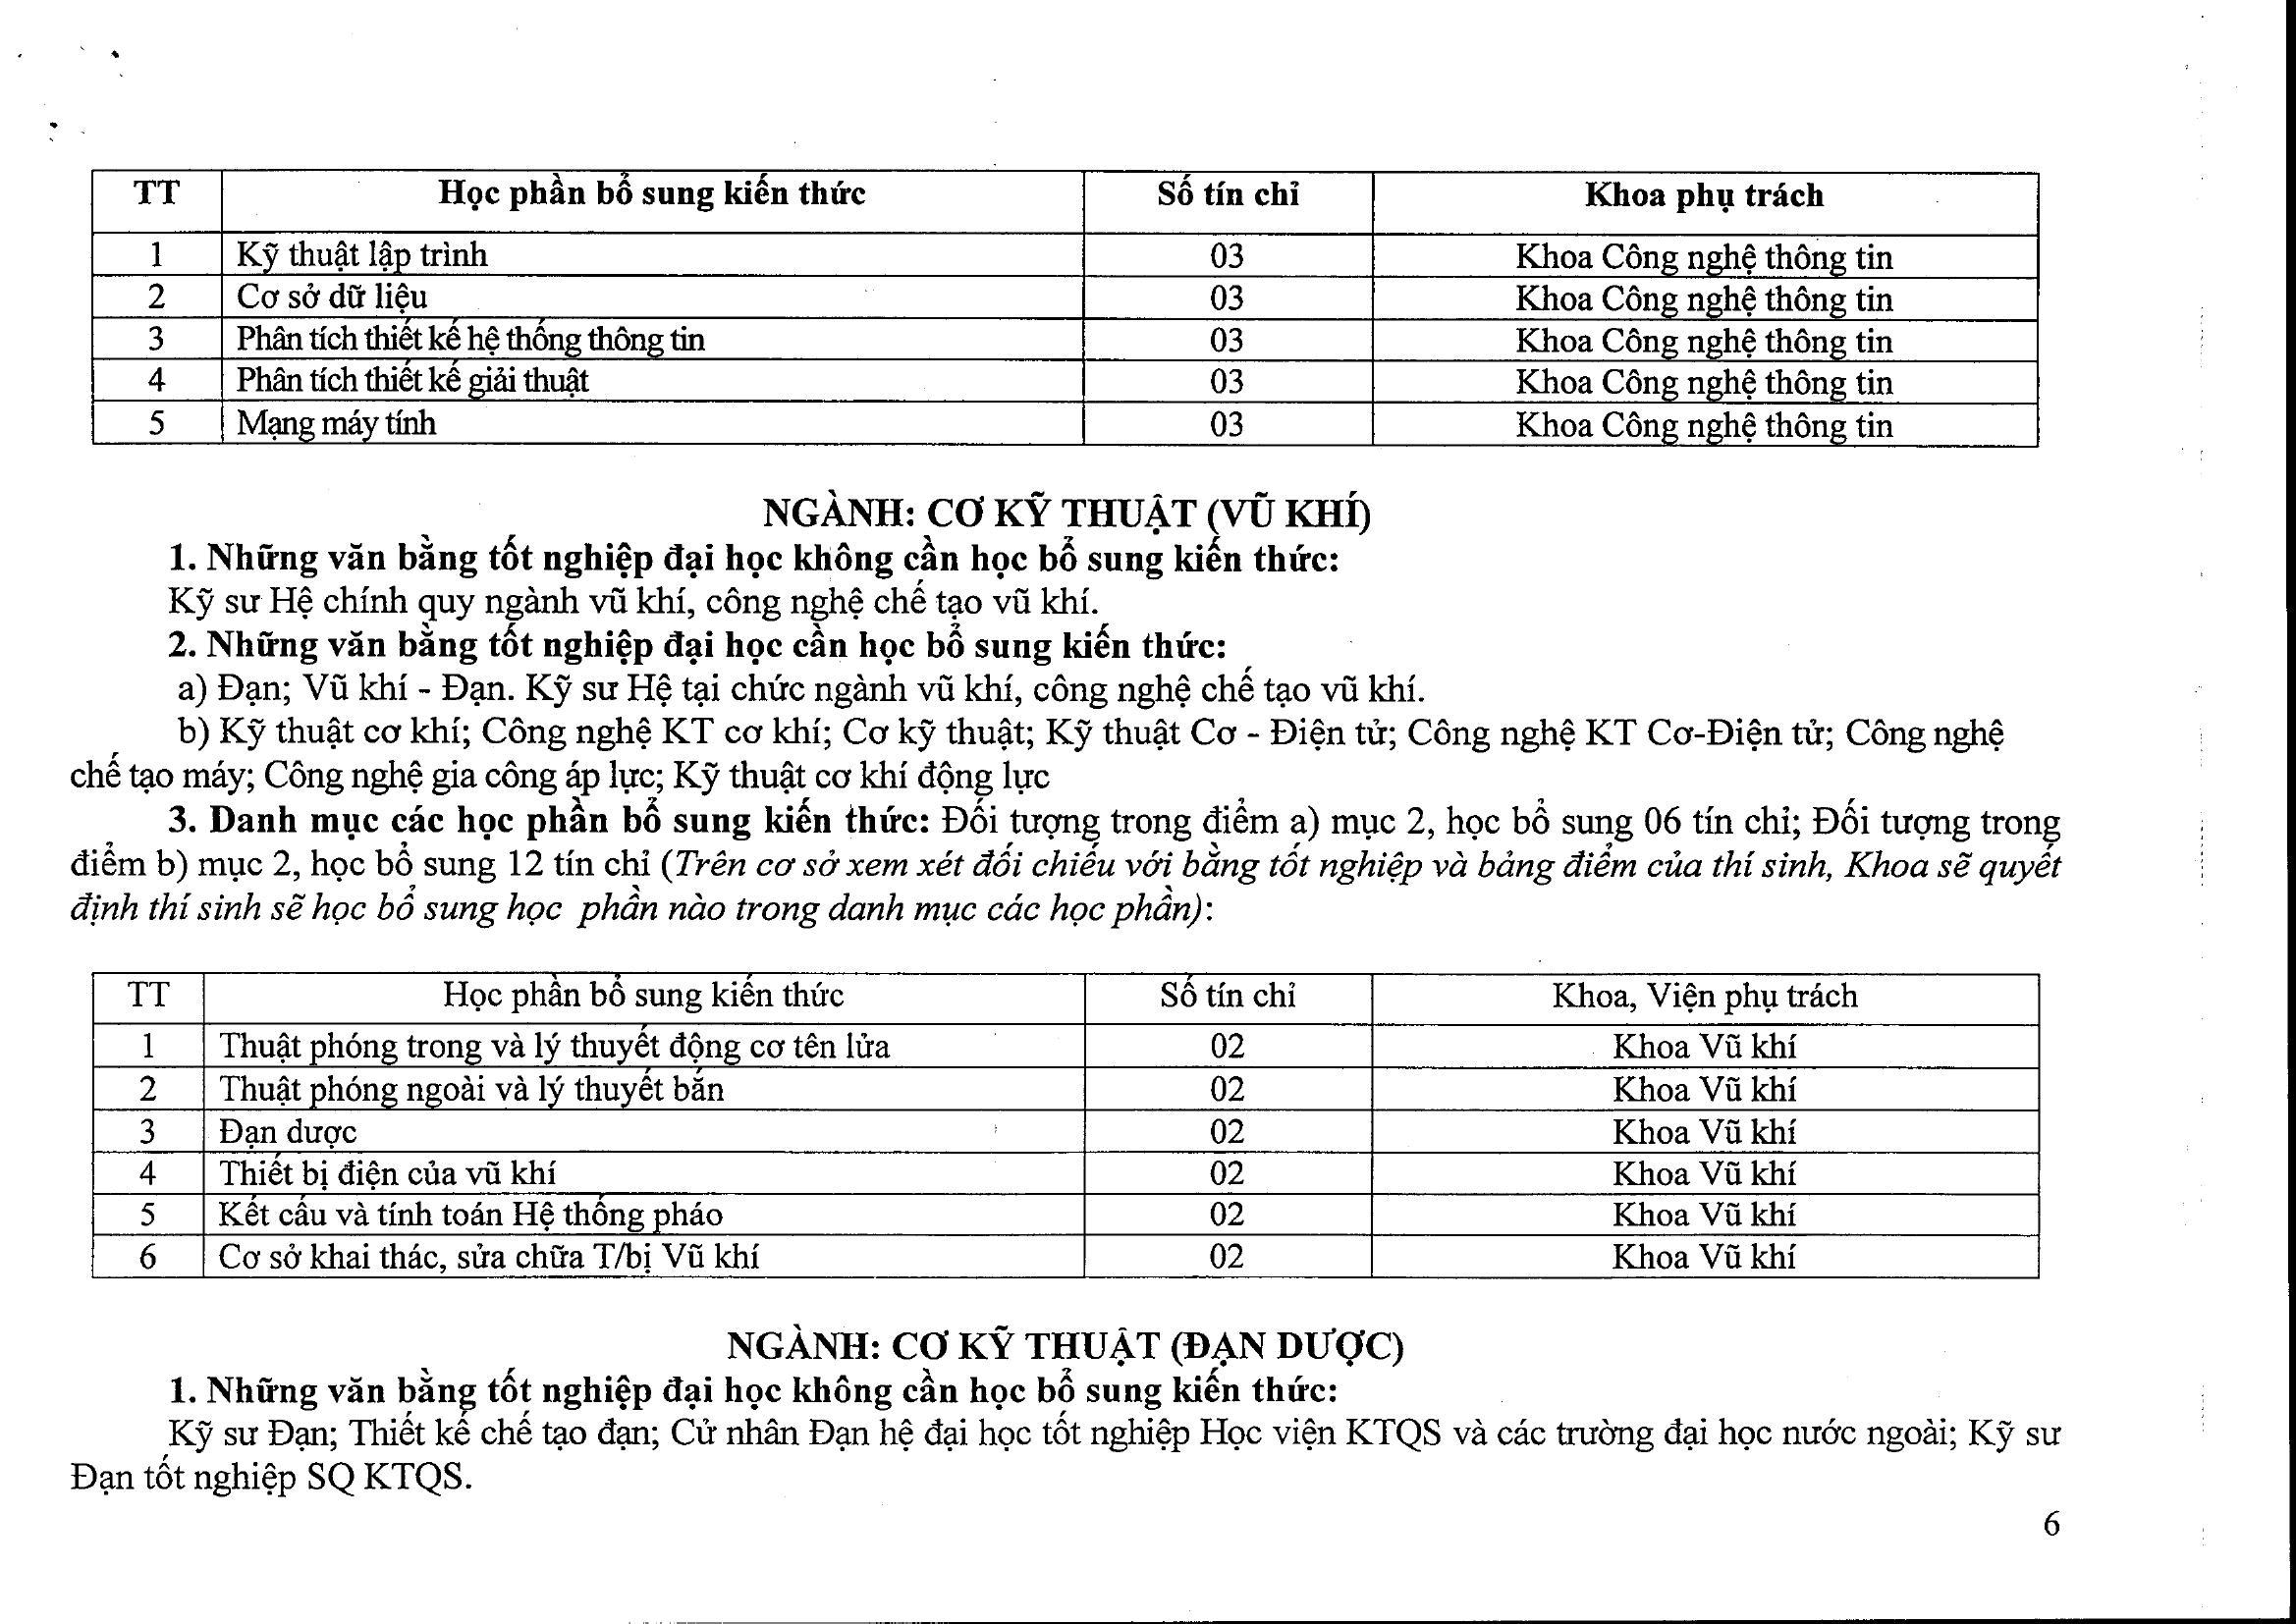 TT Học phần bổ sung kiến thức Số tín chỉ Khoa phụ trách
1 Kỹ thuật lập trình 03 Khoa Công nghệ thông tin
2 Cơ sở dữ liệu 03 Khoa Công nghệ thông tin
3 Phân tích thiết kế hệ thống thông tin 03 Khoa Công nghệ thông tin
4 Phân tích thiết kế giải thuật 03 Khoa Công nghệ thông tin
5 Mạng máy tính 03 Khoa Công nghệ thông tin
NGÀNH: CƠ KỸ THUẬT (VŨ KHÍ)
1. Những văn bằng tốt nghiệp đại học không cần học bổ sung kiến thức:
Kỹ sư Hệ chính quy ngành vũ khí, công nghệ chế tạo vũ khí.
2. Những văn bằng tốt nghiệp đại học cần học bổ sung kiến thức:
a) Đạn; Vũ khí - Đạn. Kỹ sư Hệ tại chức ngành vũ khí, công nghệ chế tạo vũ khí.
b) Kỹ thuật cơ khí; Công nghệ KT cơ khí; Cơ kỹ thuật; Kỹ thuật Cơ - Điện tử; Công nghệ KT Cơ-Điện tử; Công nghệ
chế tạo máy; Công nghệ gia công áp lực; Kỹ thuật cơ khí động lực
3. Danh mục các học phần bổ sung kiến thức: Đối tượng trong điểm a) mục 2, học bổ sung 06 tín chỉ; Đối tượng trong
điểm b) mục 2, học bổ sung 12 tín chỉ (Trên cơ sở xem xét đối chiếu với bằng tốt nghiệp và bảng điểm của thí sinh, Khoa sẽ quyết
định thí sinh sẽ học bổ sung học phần nào trong danh mục các học phần):
TT Học phần bổ sung kiến thức Số tín chỉ Khoa, Viện phụ trách
1 Thuật phóng trong và lý thuyết động cơ tên lửa 02 Khoa Vũ khí
2 Thuật phóng ngoài và lý thuyết bắn 02 Khoa Vũ khí
3 Đạn dược 02 Khoa Vũ khí
4 Thiết bị điện của vũ khí 02 Khoa Vũ khí
5 Kết cấu và tính toán Hệ thống pháo 02 Khoa Vũ khí
6 Cơ sở khai thác, sửa chữa T/bị Vũ khí 02 Khoa Vũ khí
NGÀNH: CƠ KỸ THUẬT (ĐẠN DƯỢC)
1. Những văn bằng tốt nghiệp đại học không cần học bổ sung kiến thức:
Kỹ sư Đạn; Thiết kế chế tạo đạn; Cử nhân Đạn hệ đại học tốt nghiệp Học viện KTQS và các trường đại học nước ngoài; Kỹ sư
Đạn tốt nghiệp SQ KTQS.
6